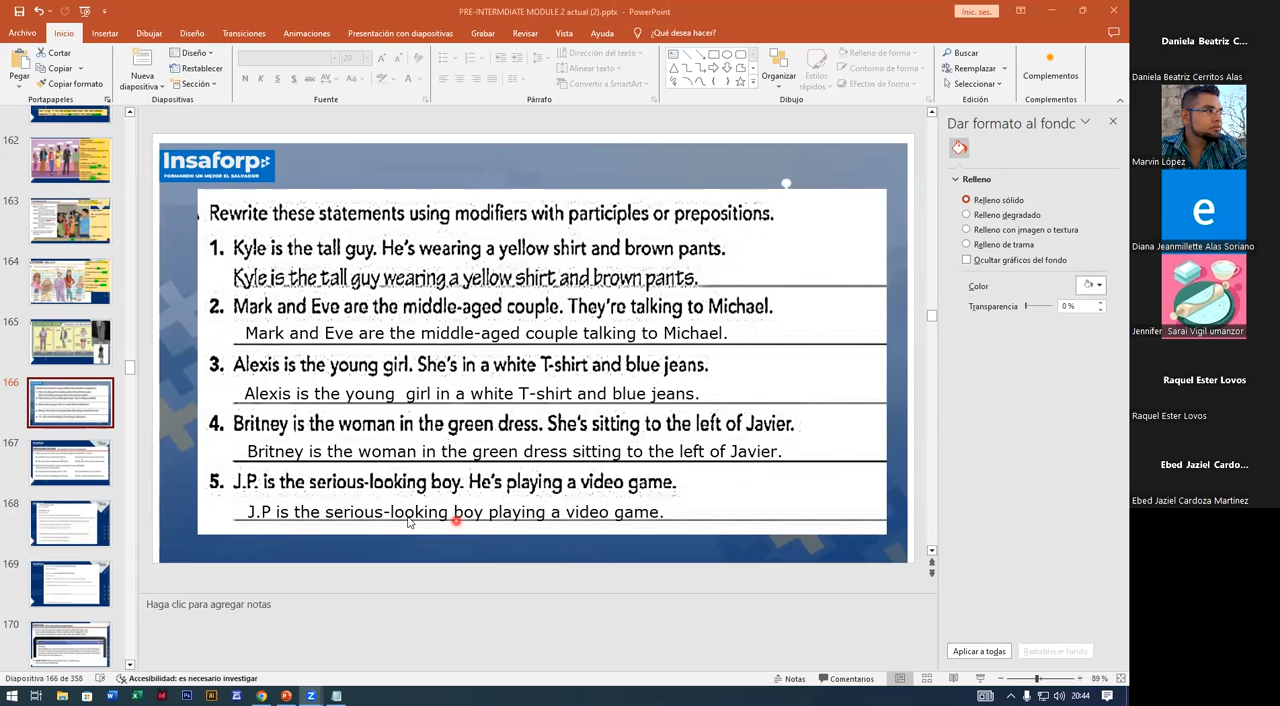 PRE-INTERMDIATE MODULE 2 actual (2).pptx - PowerPoint
Inic. ses.
Archivo Inicio Insertar Dibujar Diseño Transiciones Animaciones Presentación con diapositivas Grabar Revisar Vista Ayuda ¿Qué desea hacer?
Pegar
Cortar
Copiar
Copiar formato
Portapapeles
Nueva
diapositiva
Diseño
Restablecer
Sección
Diapositivas
20
N K S S
Aa
A
Fuente
Dirección del texto
Alinear texto
Convertir a SmartArt
Párrafo
Organizar
Estilos
rápidos
Relleno de forma
Contorno de forma
Efectos de forma
Dibujo
Buscar
Reemplazar
Seleccionar
Edición
Complementos
Complementos
162
163
164
165
166
167
168
169
170
Insaforp
FORMANDO UN MEJOR EL SALVADOR
Rewrite these statements using modifiers with participles or prepositions.
1. Kyle is the tall guy. He's wearing a yellow shirt and brown pants.
Kyle is the tall guy wearing a yellow shirt and brown pants.
2. Mark and Eve are the middle-aged couple. They're talking to Michael.
Mark and Eve are the middle-aged couple talking to Michael.
3. Alexis is the young girl. She's in a white T-shirt and blue jeans.
Alexis is the young girl in a white T-shirt and blue jeans.
4. Britney is the woman in the green dress. She's sitting to the left of Javier.
Britney is the woman in the green dress sitting to the left of Javier.
5. J.P. is the serious-looking boy. He's playing a video game.
J.P is the serious-looking boy playing a video game.
Haga clic para agregar notas
Dar formato al fondo
Relleno
Relleno sólido
Relleno degradado
Relleno con imagen o textura
Relleno de trama
Ocultar gráficos del fondo
Color
Transparencia 0 %
Aplicar a todas
Restablecer fondo
Diapositiva 166 de 358
Accesibilidad: es necesario investigar
Notas
Comentarios
89 %
20:44
Daniela Beatriz C...
Daniela Beatriz Cerritos Alas
Marvin López
e
Diana Jeanmillette Alas Soriano
Jennifer Sarai Vigil umanzor
Raquel Ester Lovos
Raquel Ester Lovos
Ebed Jaziel Cardo...
Ebed Jaziel Cardoza Martinez